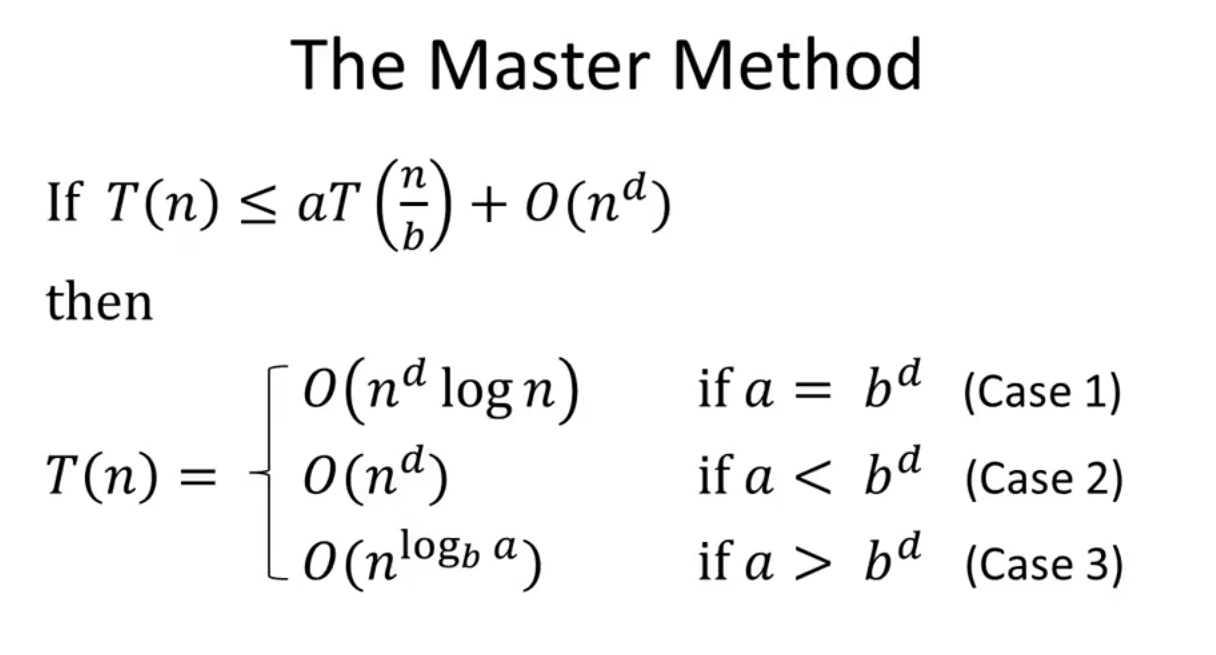 The Master Method
If T(n) ≤ aT(n/b) + O(n^d)
then
T(n) = { O(n^d log n) if a = b^d (Case 1)
O(n^d) if a < b^d (Case 2)
O(n^{log_b a}) if a > b^d (Case 3)